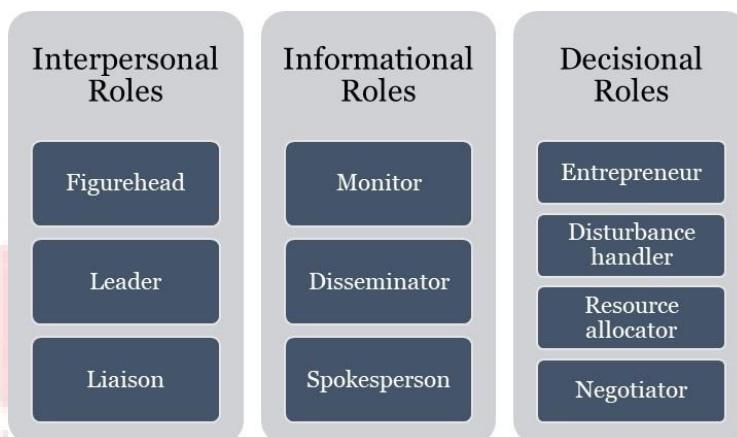 Interpersonal
Roles
Figurehead
Leader
Liaison
Informational
Roles
Monitor
Disseminator
Spokesperson
Decisional
Roles
Entrepreneur
Disturbance
handler
Resource
allocator
Negotiator